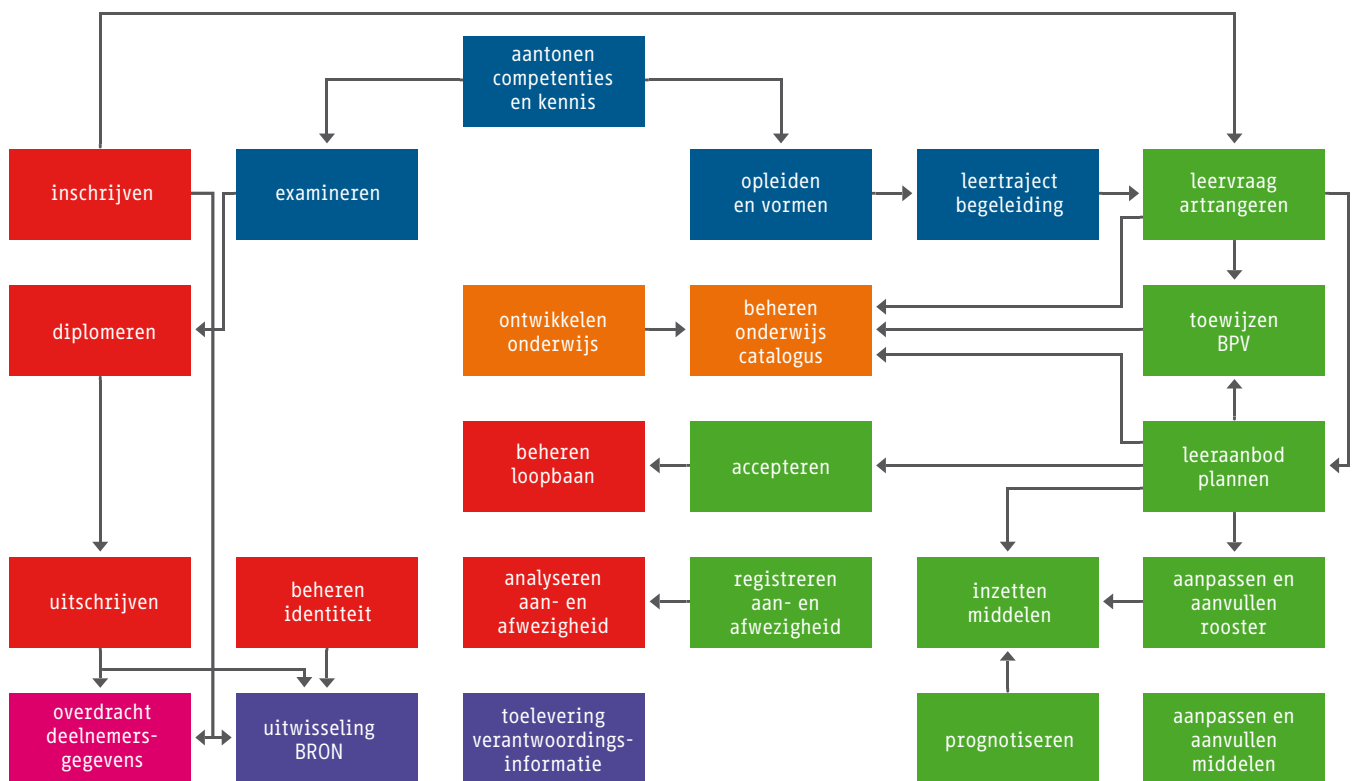 aantonen
competenties
en kennis
inschrijven
examineren
opleiden
en vormen
leertraject
begeleiding
leervraag
artrangeren
diplomeren
ontwikkelen
onderwijs
beheren
onderwijs
catalogus
toewijzen
BPV
beheren
loopbaan
accepteren
leeraanbod
plannen
uitschrijven
beheren
identiteit
analyseren
aan- en
afwezigheid
registreren
aan- en
afwezigheid
inzetten
middelen
aanpassen en
aanvullen
rooster
overdracht
deelnemers-
gegevens
uitwisseling
BRON
toelevering
verantwoordings-
informatie
prognotiseren
aanpassen en
aanvullen
middelen